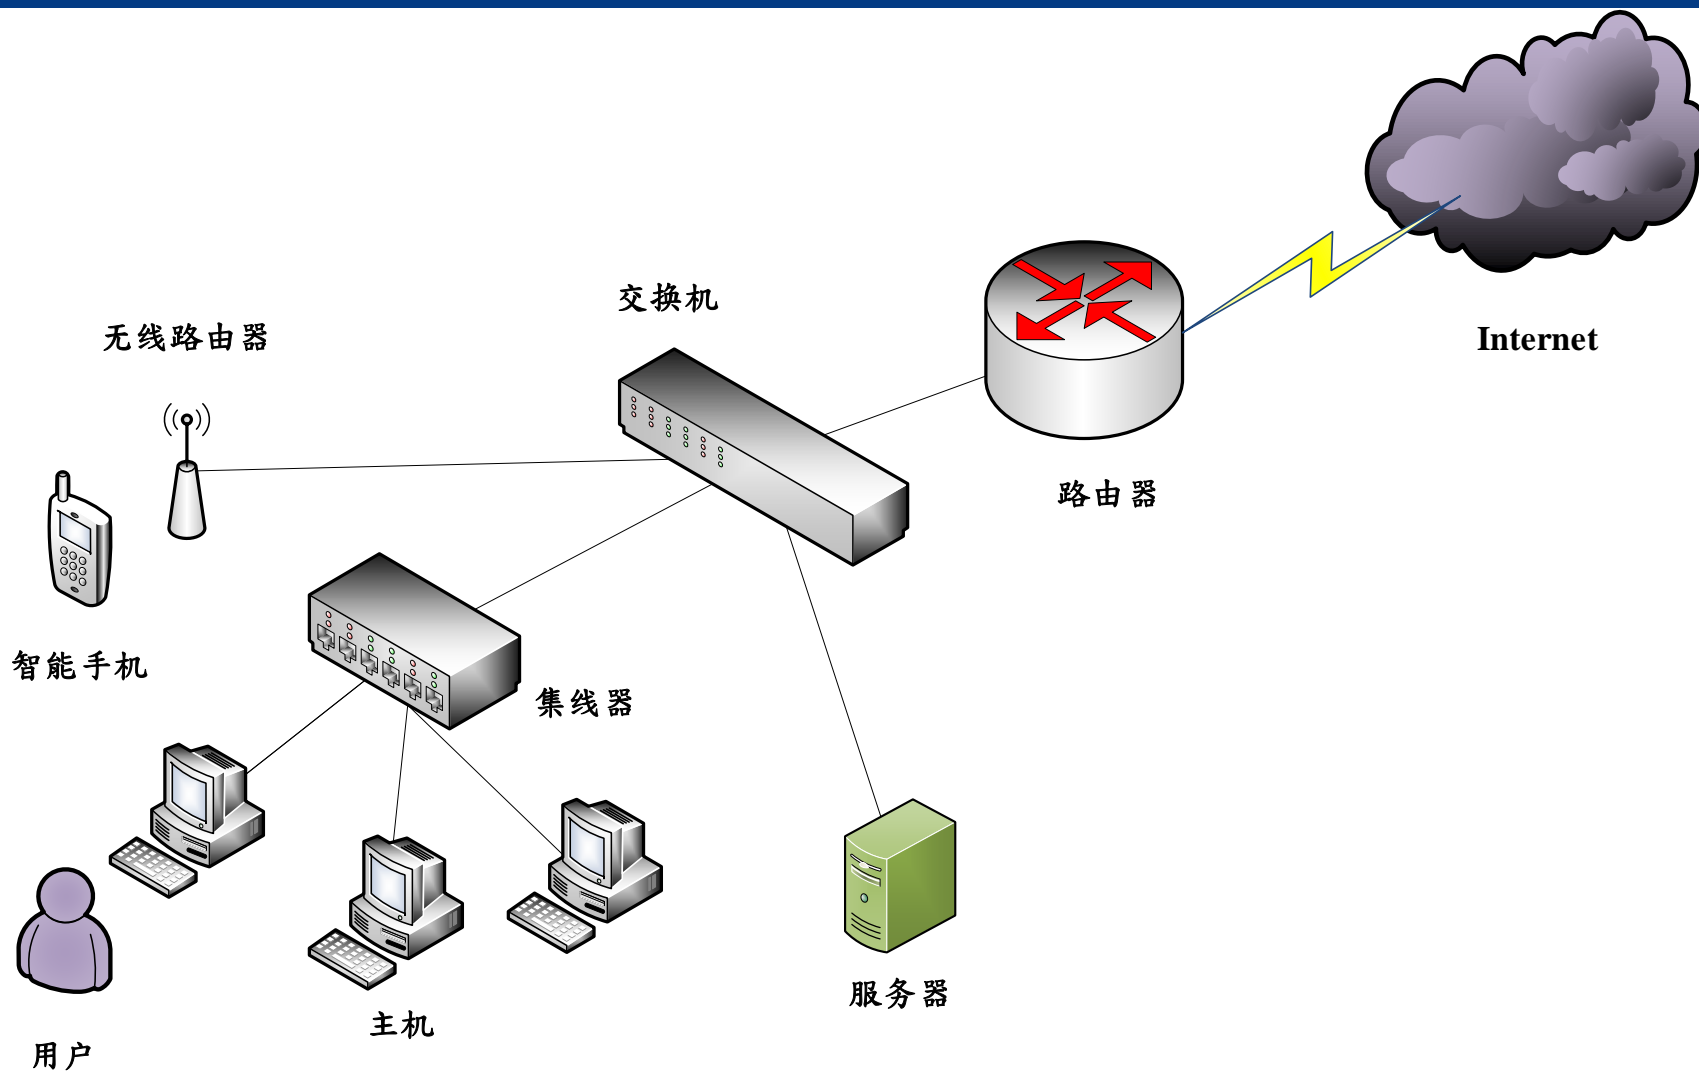 交换机
无线路由器
Internet
路由器
智能手机
集线器
服务器
主机
用户